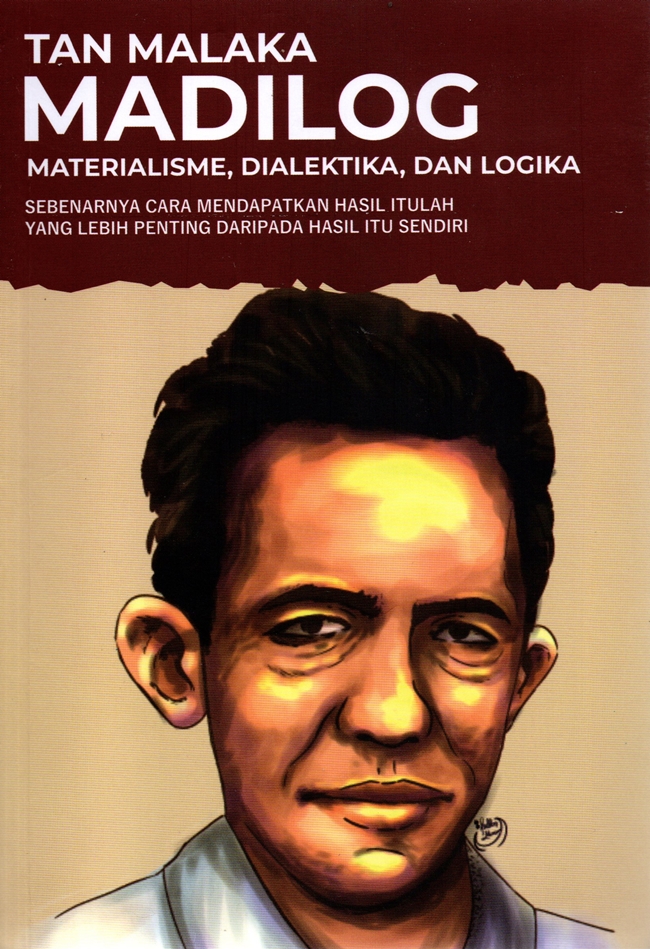 TAN MALAKA
MADILOG
MATERIALISME, DIALEKTIKA, DAN LOGIKA
SEBENARNYA CARA MENDAPATKAN HASIL ITULAH
YANG LEBIH PENTING DARIPADA HASIL ITU SENDIRI